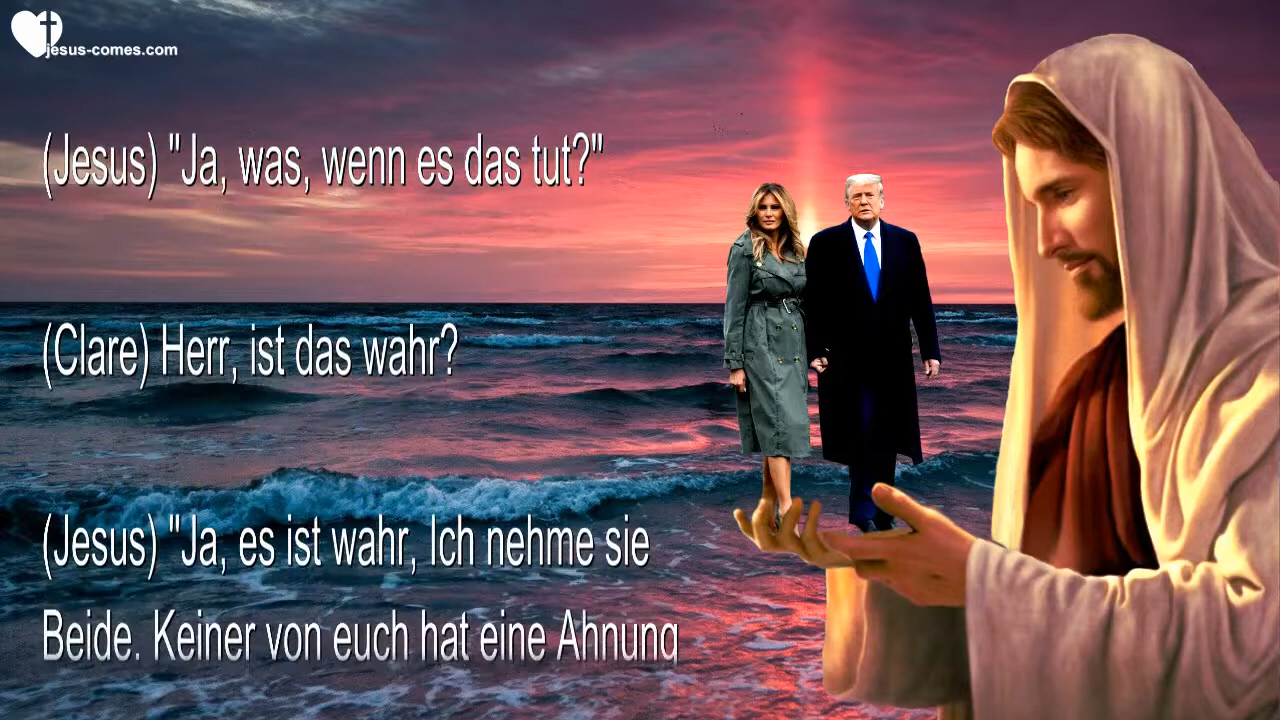 jesus-comes.com
(Jesus) "Ja, was, wenn es das tut?"
(Clare) Herr, ist das wahr?
(Jesus) "Ja, es ist wahr, Ich nehme sie
Beide. Keiner von euch hat eine Ahnung